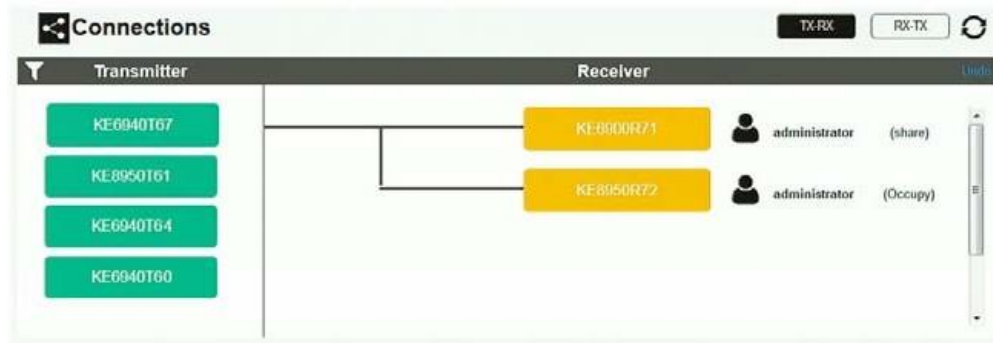 Connections
TX-RX
RX-TX
Transmitter
Receiver
Undo
KE6940T67
KE6900R71
administrator
(share)
KE8950T61
KE8950R72
administrator
(Occupy)
KE6940T64
KE6940T60